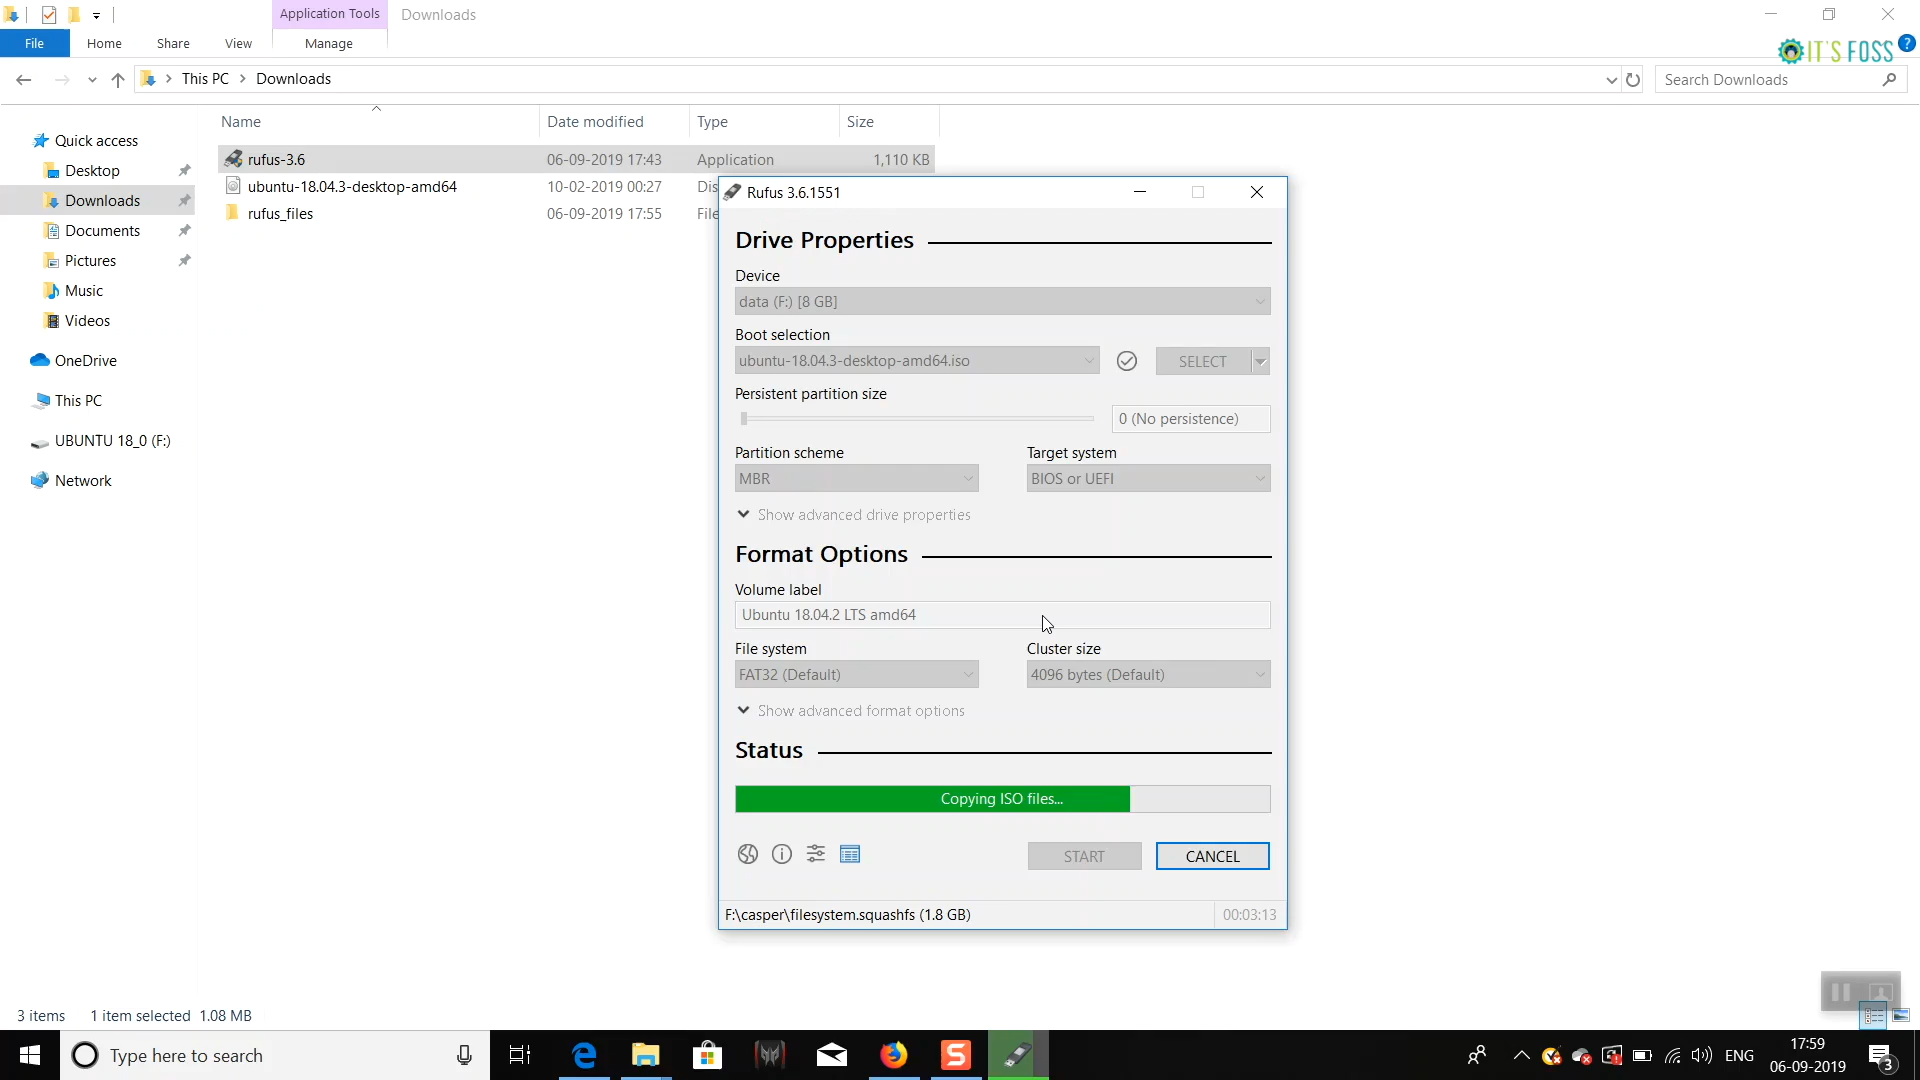 Application Tools
Downloads
File
Home
Share
View
Manage
IT'S FOSS
?
This PC
Downloads
Search Downloads
Name
Date modified
Type
Size
Quick access
Desktop
Downloads
Documents
Pictures
Music
Videos
OneDrive
This PC
UBUNTU 18_0 (F:)
Network
rufus-3.6
06-09-2019 17:43
Application
1,110 KB
ubuntu-18.04.3-desktop-amd64
10-02-2019 00:27
Dis
rufus_files
06-09-2019 17:55
File
Rufus 3.6.1551
Drive Properties
Device
data (F:) [8 GB]
Boot selection
ubuntu-18.04.3-desktop-amd64.iso
SELECT
Persistent partition size
0 (No persistence)
Partition scheme
Target system
MBR
BIOS or UEFI
Show advanced drive properties
Format Options
Volume label
Ubuntu 18.04.2 LTS amd64
File system
Cluster size
FAT32 (Default)
4096 bytes (Default)
Show advanced format options
Status
Copying ISO files...
START
CANCEL
F:\casper\filesystem.squashfs (1.8 GB)
00:03:13
3 items
1 item selected 1.08 MB
Type here to search
ENG
17:59
06-09-2019
3